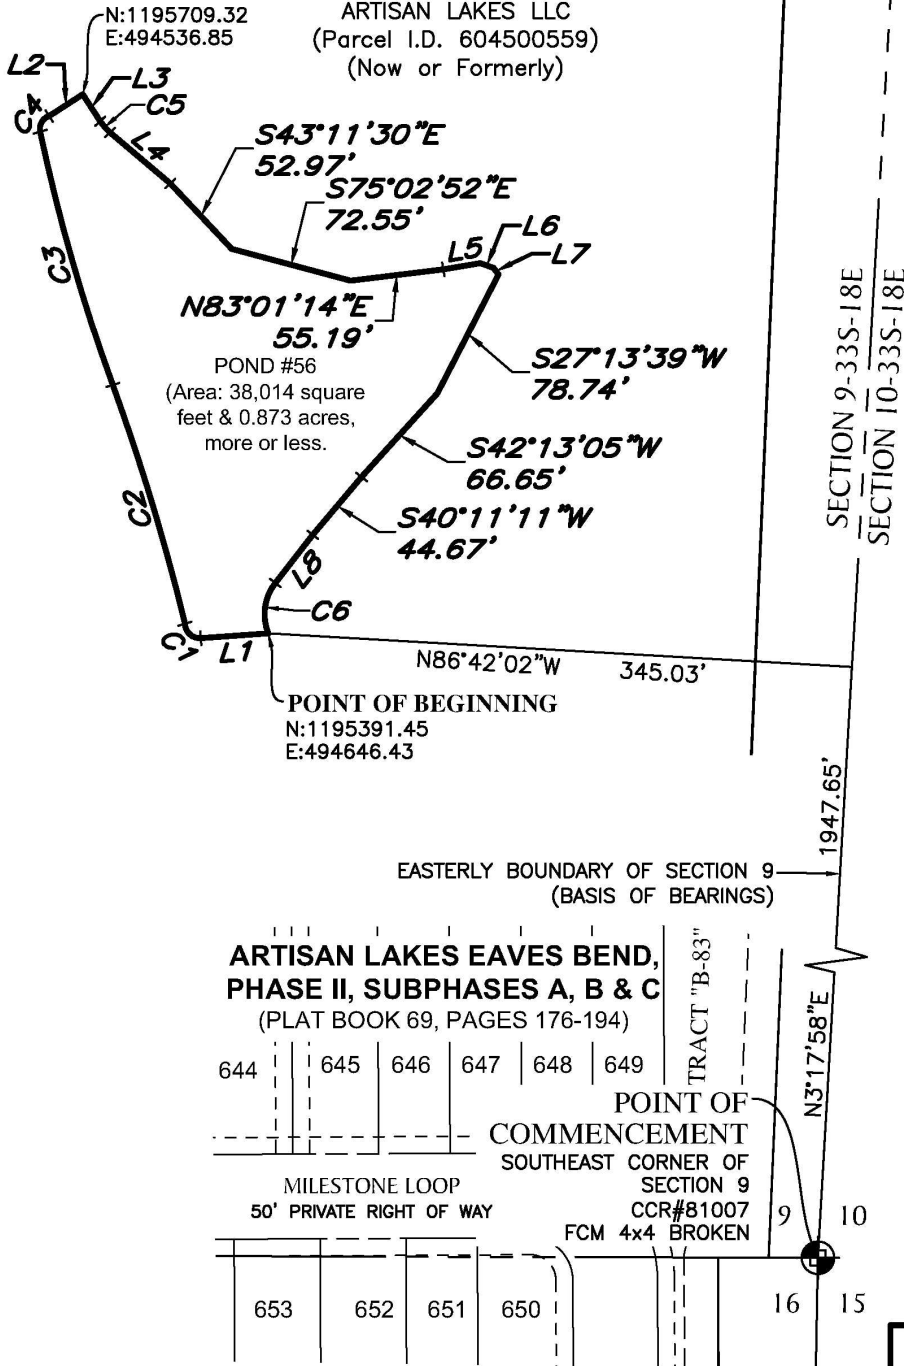 N:1195709.32
E:494536.85
ARTISAN LAKES LLC
(Parcel I.D. 604500559)
(Now or Formerly)
L2
L3
C4
C5
L4
S43°11'30"E
52.97'
S75°02'52"E
72.55'
L5
L6
L7
C3
N83°01'14"E
55.19'
POND #56
(Area: 38,014 square
feet & 0.873 acres,
more or less.
S27°13'39"W
78.74'
SECTION 9-33S-18E
SECTION 10-33S-18E
S42°13'05"W
66.65'
C2
S40°11'11"W
44.67'
L8
C6
C1
L1
N86°42'02"W
345.03'
POINT OF BEGINNING
N:1195391.45
E:494646.43
1947.65'
EASTERLY BOUNDARY OF SECTION 9
(BASIS OF BEARINGS)
ARTISAN LAKES EAVES BEND,
PHASE II, SUBPHASES A, B & C
(PLAT BOOK 69, PAGES 176-194)
TRACT "B-83"
N3°17'58"E
644
645
646
647
648
649
POINT OF
COMMENCEMENT
SOUTHEAST CORNER OF
SECTION 9
CCR#81007
FCM 4x4 BROKEN
MILESTONE LOOP
50' PRIVATE RIGHT OF WAY
9
10
653
652
651
650
16
15